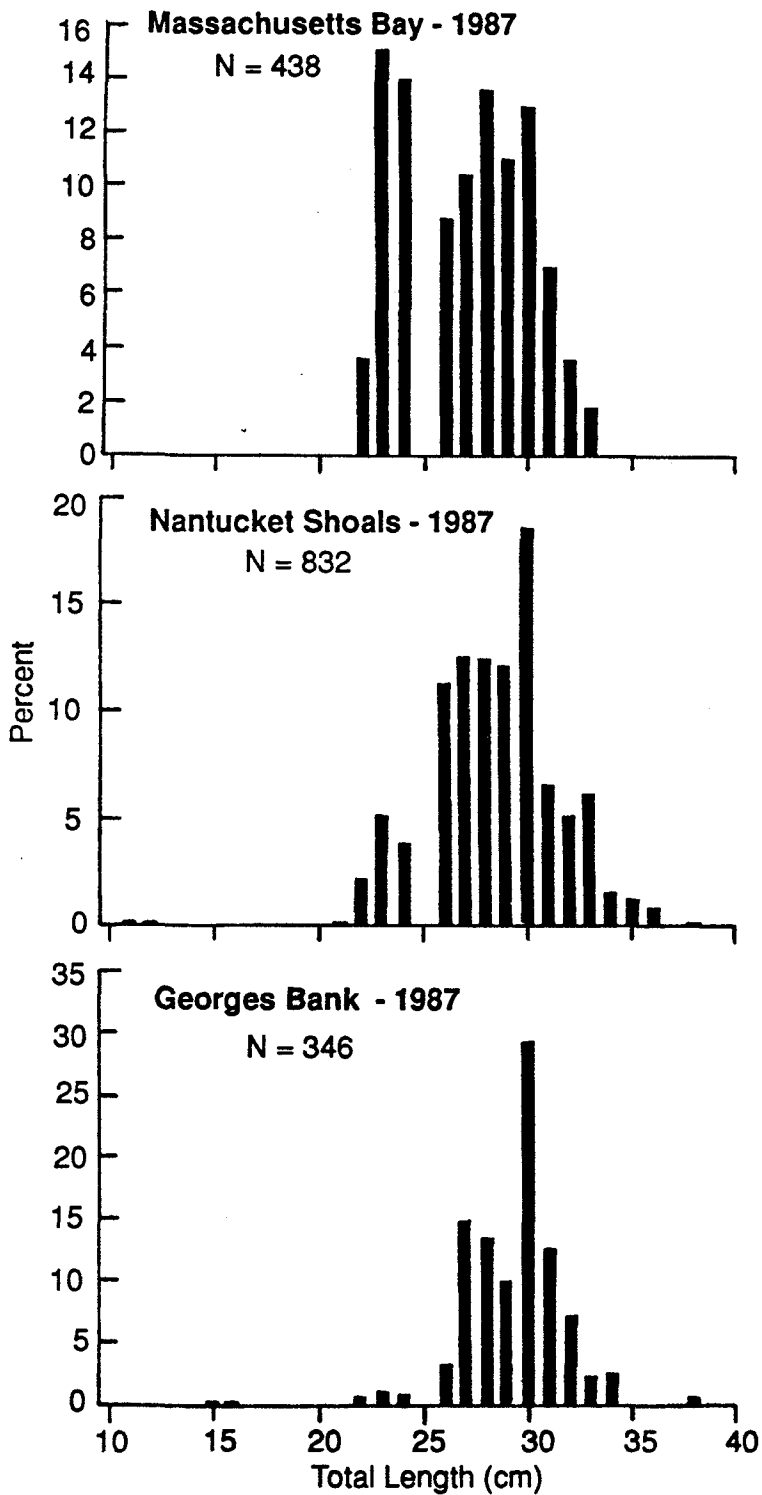 Massachusetts Bay - 1987
N = 438
16
14
12
10
8
6
4
2
0
Nantucket Shoals - 1987
N = 832
20
15
10
5
0
Percent
Georges Bank - 1987
N = 346
35
30
25
20
15
10
5
0
10 15 20 25 30 35 40
Total Length (cm)